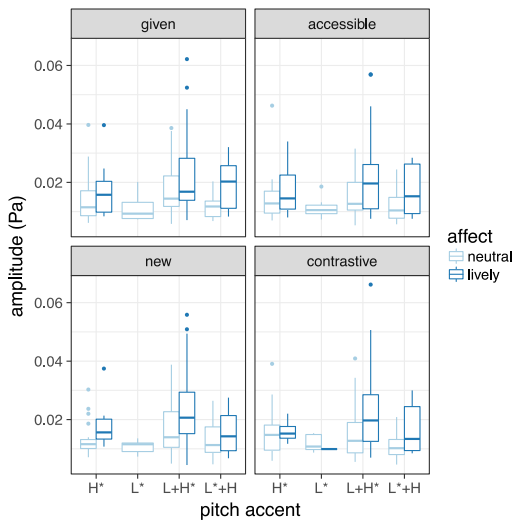 given
accessible
0.06
0.04
0.02
new
contrastive
0.06
0.04
0.02
H*
L*
L+H*
L*+H
H*
L*
L+H*
L*+H
pitch accent
amplitude (Pa)
affect
neutral
lively